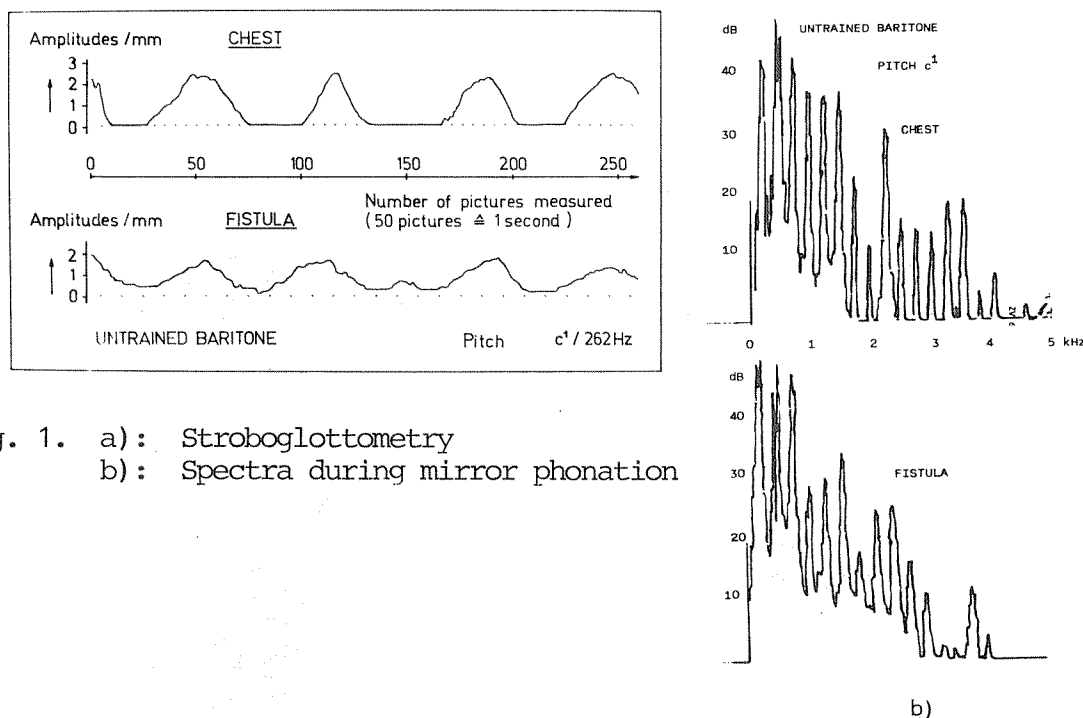 Amplitudes /mm CHEST
3
2
1
0
0 50 100 150 200 250
Number of pictures measured
(50 pictures ≙ 1 second)
Amplitudes /mm FISTULA
2
1
0
UNTRAINED BARITONE Pitch c¹ / 262Hz
g. 1. a): Stroboglottometry
b): Spectra during mirror phonation
dB UNTRAINED BARITONE
PITCH c¹
40
CHEST
30
20
10
0 1 2 3 4 5 kHz
dB
40
FISTULA
30
20
10
b)